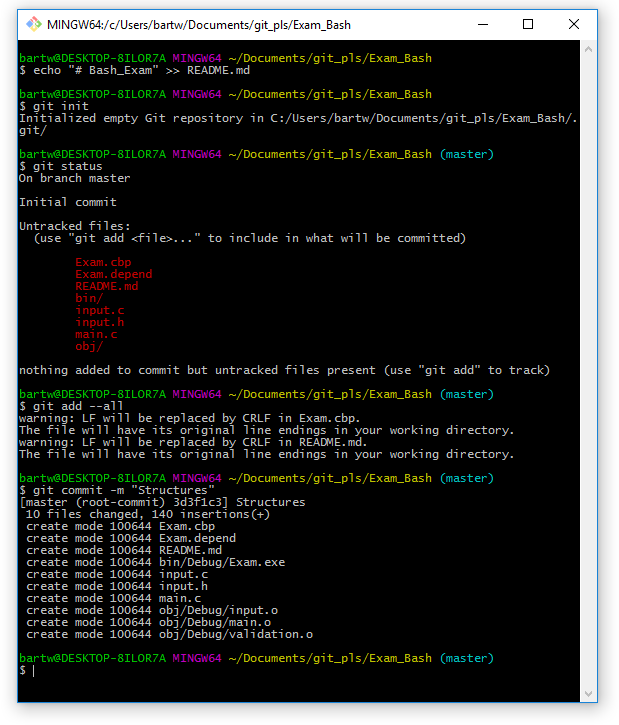 MINGW64:/c/Users/bartw/Documents/git_pls/Exam_Bash
bartw@DESKTOP-8ILOR7A MINGW64 ~/Documents/git_pls/Exam_Bash
$ echo "# Bash_Exam" >> README.md
bartw@DESKTOP-8ILOR7A MINGW64 ~/Documents/git_pls/Exam_Bash
$ git init
Initialized empty Git repository in C:/Users/bartw/Documents/git_pls/Exam_Bash/.
git/
bartw@DESKTOP-8ILOR7A MINGW64 ~/Documents/git_pls/Exam_Bash (master)
$ git status
On branch master
Initial commit
Untracked files:
  (use "git add <file>..." to include in what will be committed)
        Exam.cbp
        Exam.depend
        README.md
        bin/
        input.c
        input.h
        main.c
        obj/
nothing added to commit but untracked files present (use "git add" to track)
bartw@DESKTOP-8ILOR7A MINGW64 ~/Documents/git_pls/Exam_Bash (master)
$ git add --all
warning: LF will be replaced by CRLF in Exam.cbp.
The file will have its original line endings in your working directory.
warning: LF will be replaced by CRLF in README.md.
The file will have its original line endings in your working directory.
bartw@DESKTOP-8ILOR7A MINGW64 ~/Documents/git_pls/Exam_Bash (master)
$ git commit -m "Structures"
[master (root-commit) 3d3f1c3] Structures
 10 files changed, 140 insertions(+)
 create mode 100644 Exam.cbp
 create mode 100644 Exam.depend
 create mode 100644 README.md
 create mode 100644 bin/Debug/Exam.exe
 create mode 100644 input.c
 create mode 100644 input.h
 create mode 100644 main.c
 create mode 100644 obj/Debug/input.o
 create mode 100644 obj/Debug/main.o
 create mode 100644 obj/Debug/validation.o
bartw@DESKTOP-8ILOR7A MINGW64 ~/Documents/git_pls/Exam_Bash (master)
$